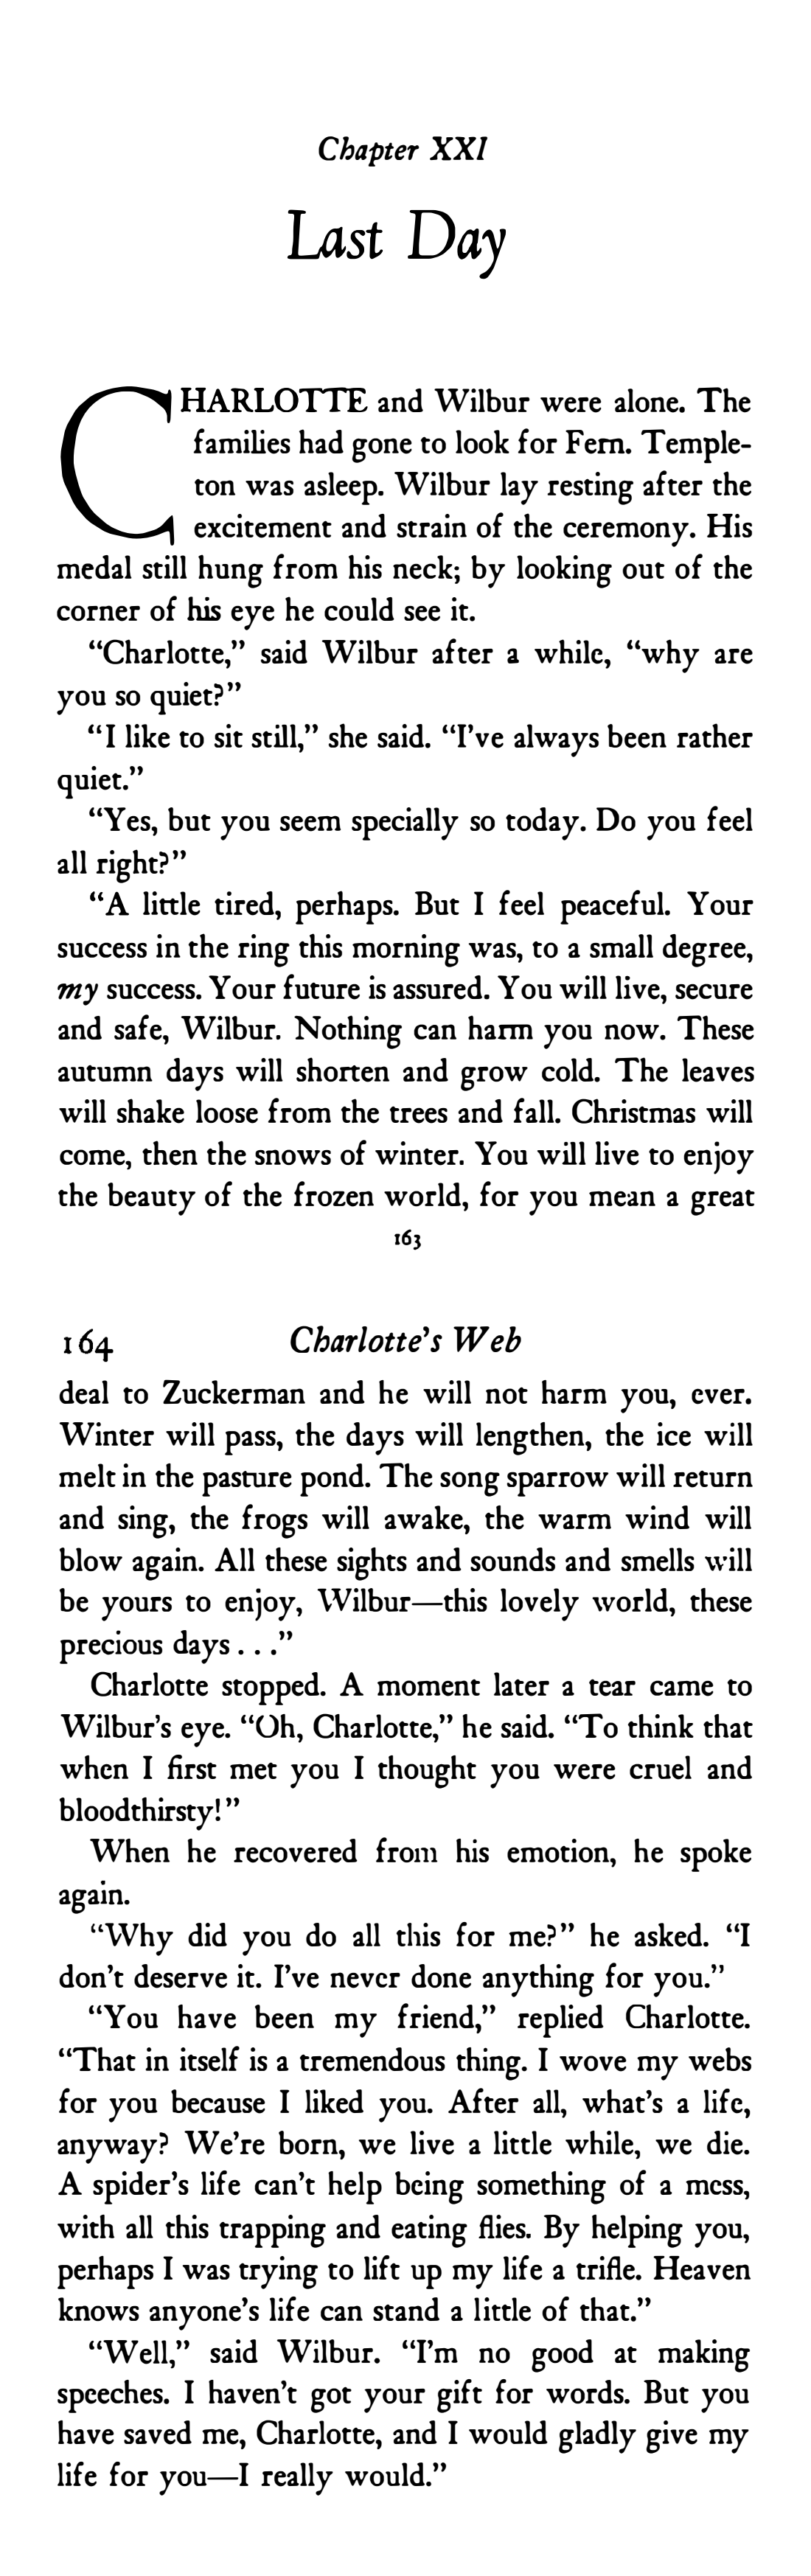 Chapter XXI
Last Day
CHARLOTTE and Wilbur were alone. The
families had gone to look for Fern. Temple-
ton was asleep. Wilbur lay resting after the
excitement and strain of the ceremony. His
medal still hung from his neck; by looking out of the
corner of his eye he could see it.
“Charlotte,” said Wilbur after a while, “why are
you so quiet?”
“I like to sit still,” she said. “I’ve always been rather
quiet.”
“Yes, but you seem specially so today. Do you feel
all right?”
“A little tired, perhaps. But I feel peaceful. Your
success in the ring this morning was, to a small degree,
my success. Your future is assured. You will live, secure
and safe, Wilbur. Nothing can harm you now. These
autumn days will shorten and grow cold. The leaves
will shake loose from the trees and fall. Christmas will
come, then the snows of winter. You will live to enjoy
the beauty of the frozen world, for you mean a great
163
164 Charlotte’s Web
deal to Zuckerman and he will not harm you, ever.
Winter will pass, the days will lengthen, the ice will
melt in the pasture pond. The song sparrow will return
and sing, the frogs will awake, the warm wind will
blow again. All these sights and sounds and smells will
be yours to enjoy, Wilbur—this lovely world, these
precious days . . .”
Charlotte stopped. A moment later a tear came to
Wilbur’s eye. “Oh, Charlotte,” he said. “To think that
when I first met you I thought you were cruel and
bloodthirsty!”
When he recovered from his emotion, he spoke
again.
“Why did you do all this for me?” he asked. “I
don’t deserve it. I’ve never done anything for you.”
“You have been my friend,” replied Charlotte.
“That in itself is a tremendous thing. I wove my webs
for you because I liked you. After all, what’s a life,
anyway? We’re born, we live a little while, we die.
A spider’s life can’t help being something of a mess,
with all this trapping and eating flies. By helping you,
perhaps I was trying to lift up my life a trifle. Heaven
knows anyone’s life can stand a little of that.”
“Well,” said Wilbur. “I’m no good at making
speeches. I haven’t got your gift for words. But you
have saved me, Charlotte, and I would gladly give my
life for you—I really would.”